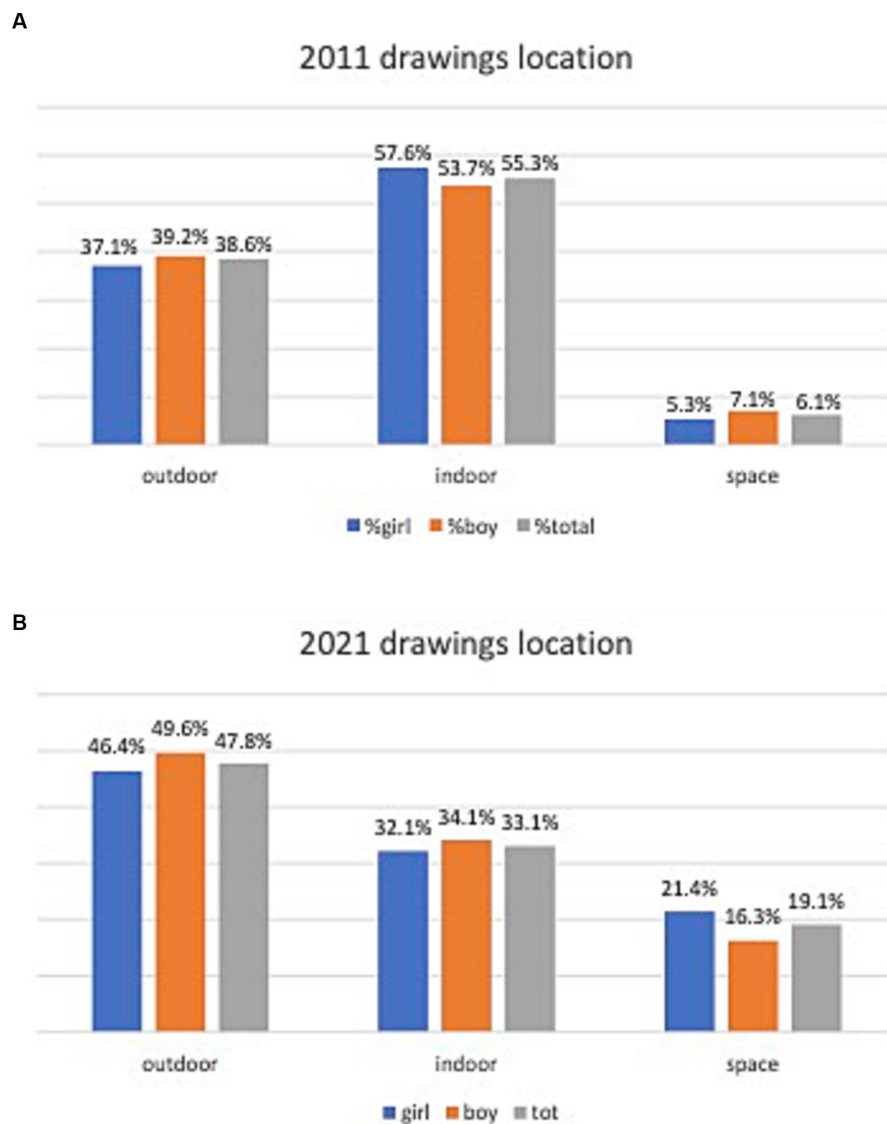 A
2011 drawings location
57.6% 53.7% 55.3%
37.1% 39.2% 38.6%
5.3% 7.1% 6.1%
outdoor indoor space
%girl %boy %total
B
2021 drawings location
46.4% 49.6% 47.8%
32.1% 34.1% 33.1%
21.4% 16.3% 19.1%
outdoor indoor space
girl boy tot